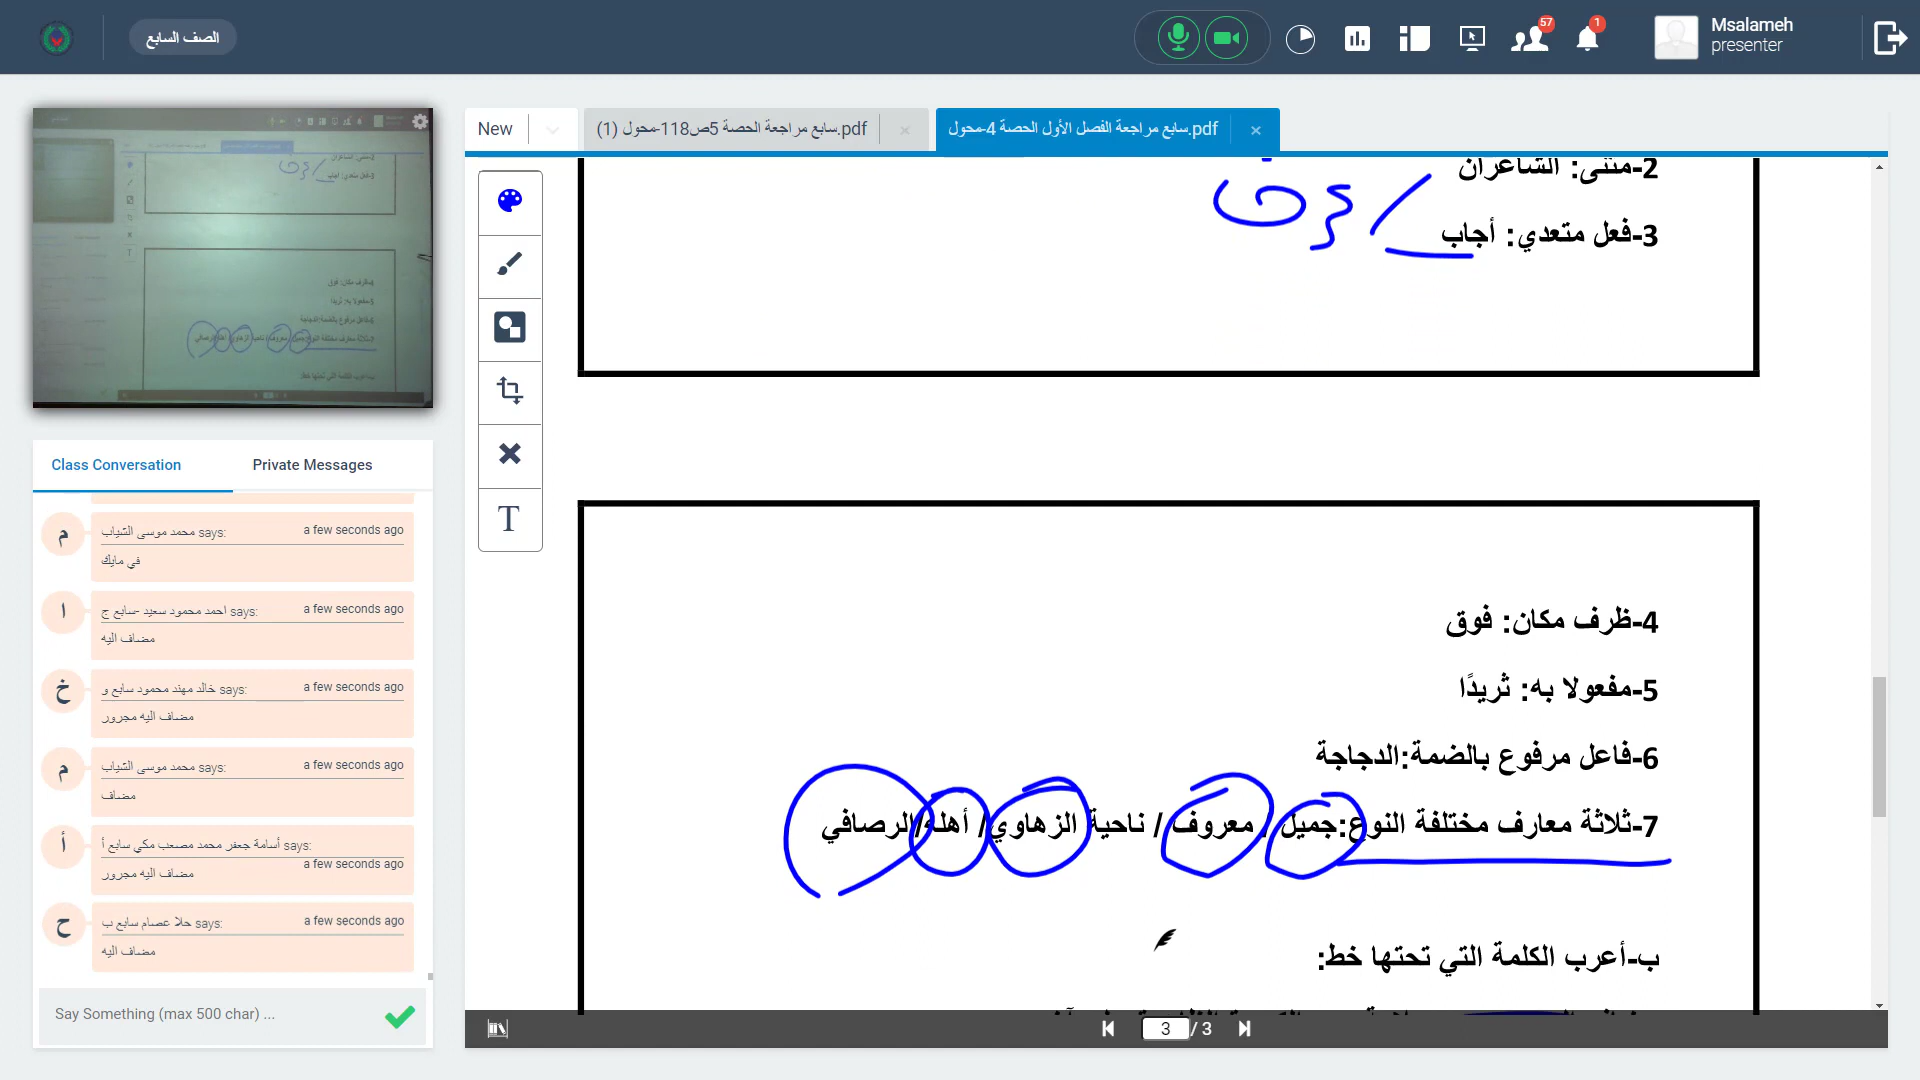 الصف السابع
57
1
Msalameh
presenter
New
سابع مراجعة الحصة 5ص118-محول (1).pdf
سابع مراجعة الفصل الأول الحصة 4-محول.pdf
2-مثنى: الشاعران
3-فعل متعدي: أجاب
4-ظرف مكان: فوق
5-مفعولا به: ثريدًا
6-فاعل مرفوع بالضمة:الدجاجة
7-ثلاثة معارف مختلفة النوع:جميل / معروف / ناحية الزهاوي/ أهله/الرصافي
ب-أعرب الكلمة التي تحتها خط:
T
Class Conversation
Private Messages
م
محمد موسى الشياب says:
a few seconds ago
في مايك
ا
احمد محمود سعيد -سابع ج says:
a few seconds ago
مضاف اليه
خ
خالد مهند محمود سابع و says:
a few seconds ago
مضاف اليه مجرور
م
محمد موسى الشياب says:
a few seconds ago
مضاف
أ
أسامة جعفر محمد مصعب مكي سابع أ says:
a few seconds ago
مضاف اليه مجرور
ح
حلا عصام سابع ب says:
a few seconds ago
مضاف اليه
Say Something (max 500 char) ...
3 / 3